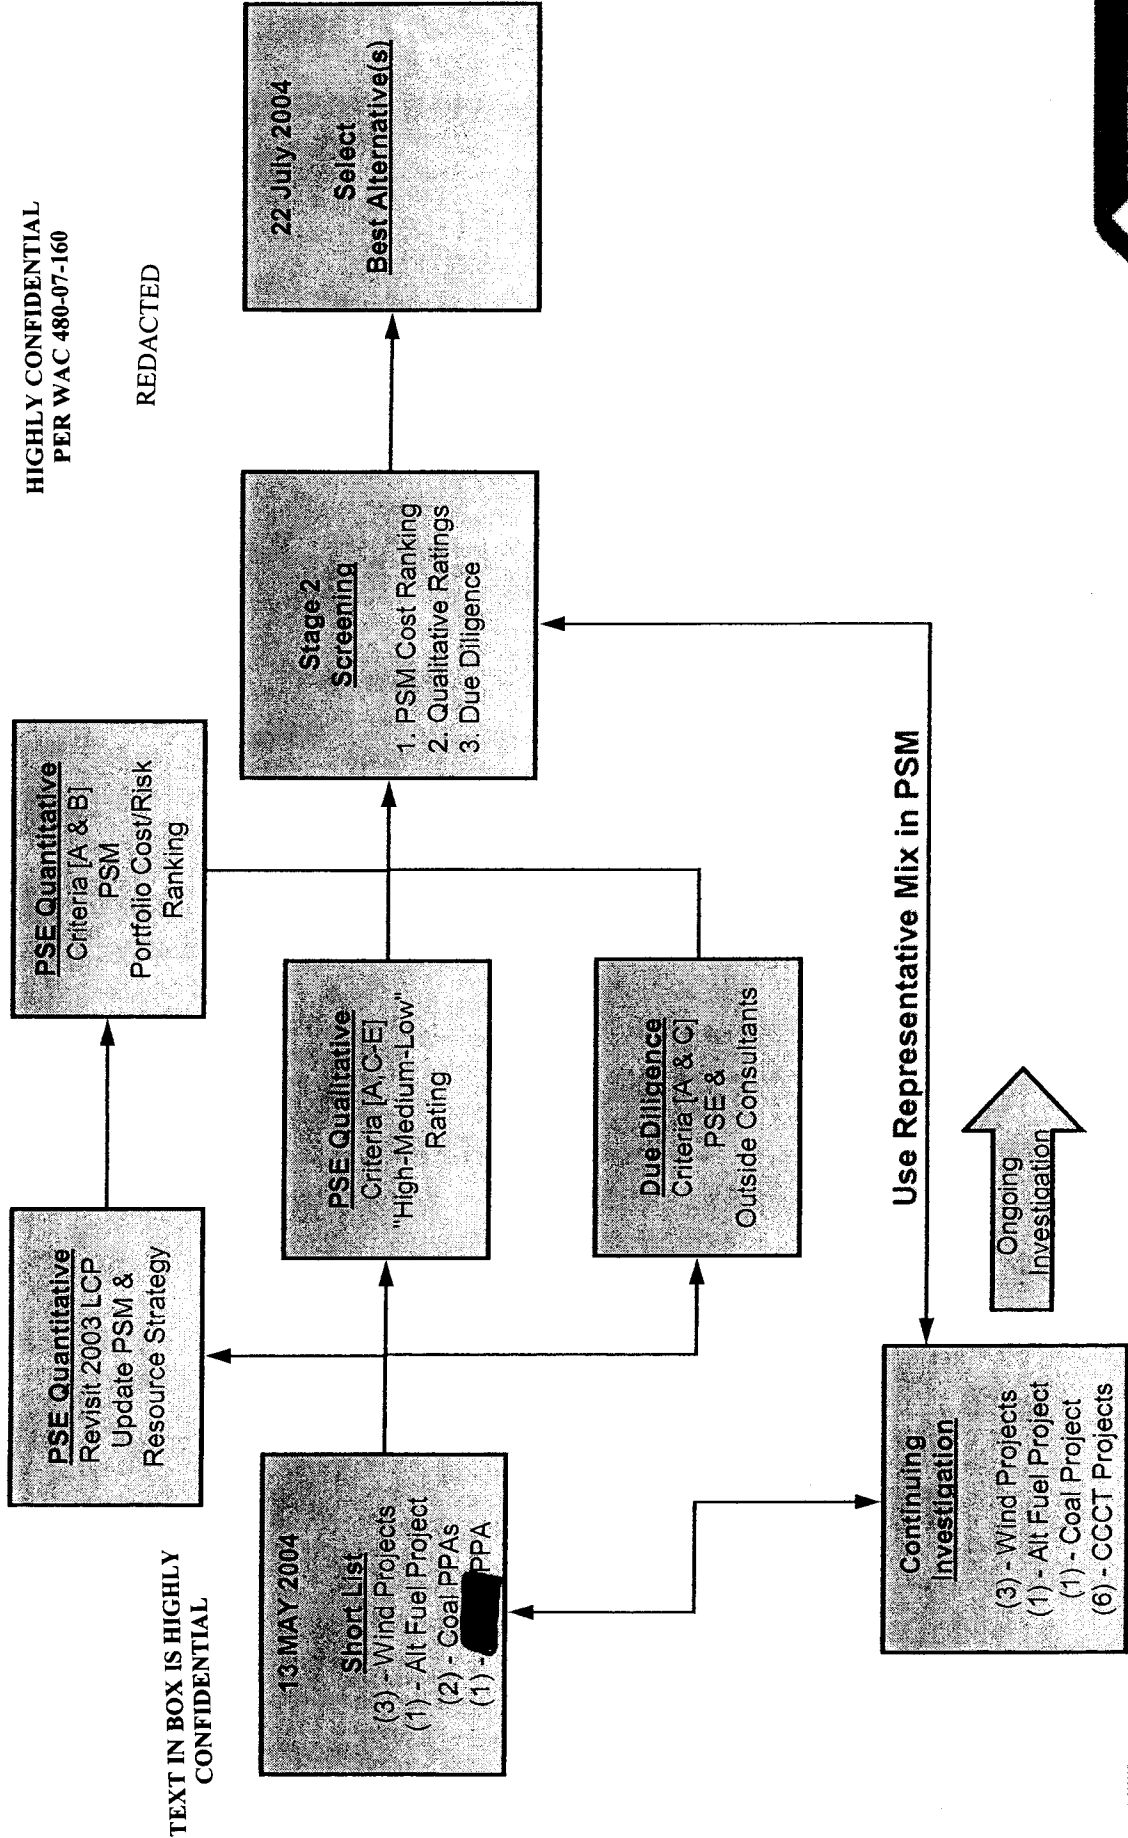 HIGHLY CONFIDENTIAL
PER WAC 480-07-160
REDACTED
TEXT IN BOX IS HIGHLY
CONFIDENTIAL
13 MAY 2004
Short List
(3) - Wind Projects
(1) - Alt Fuel Project
(2) - Coal PPAs
(1) - PPA
PSE Quantitative
Revisit 2003 LCP
Update PSM &
Resource Strategy
PSE Quantitative
Criteria [A & B]
PSM
Portfolio Cost/Risk
Ranking
PSE Qualitative
Criteria [A,C-E]
"High-Medium-Low"
Rating
Due Diligence
Criteria [A & C]
PSE &
Outside Consultants
Stage 2
Screening
1. PSM Cost Ranking
2. Qualitative Ratings
3. Due Diligence
22 July 2004
Select
Best Alternative(s)
Use Representative Mix in PSM
Continuing
Investigation
(3) - Wind Projects
(1) - Alt Fuel Project
(1) - Coal Project
(6) - CCCT Projects
Ongoing
Investigation